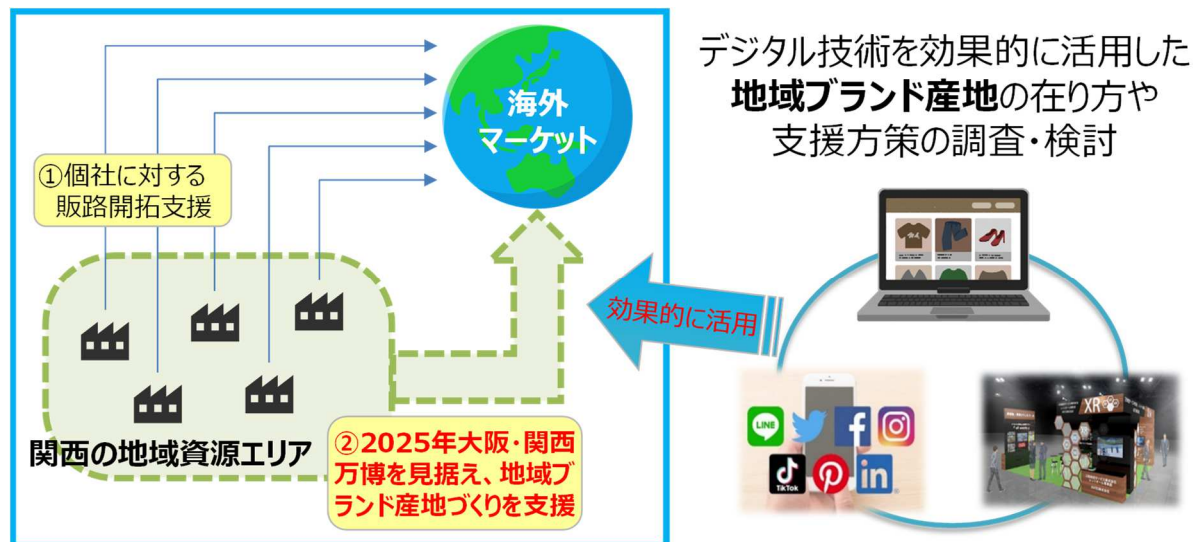 デジタル技術を効果的に活用した
地域ブランド産地の在り方や
支援方策の調査・検討
海外
マーケット
①個社に対する
販路開拓支援
効果的に活用
関西の地域資源エリア
②2025年大阪・関西
万博を見据え、地域ブ
ランド産地づくりを支援
LINE
TikTok
XR